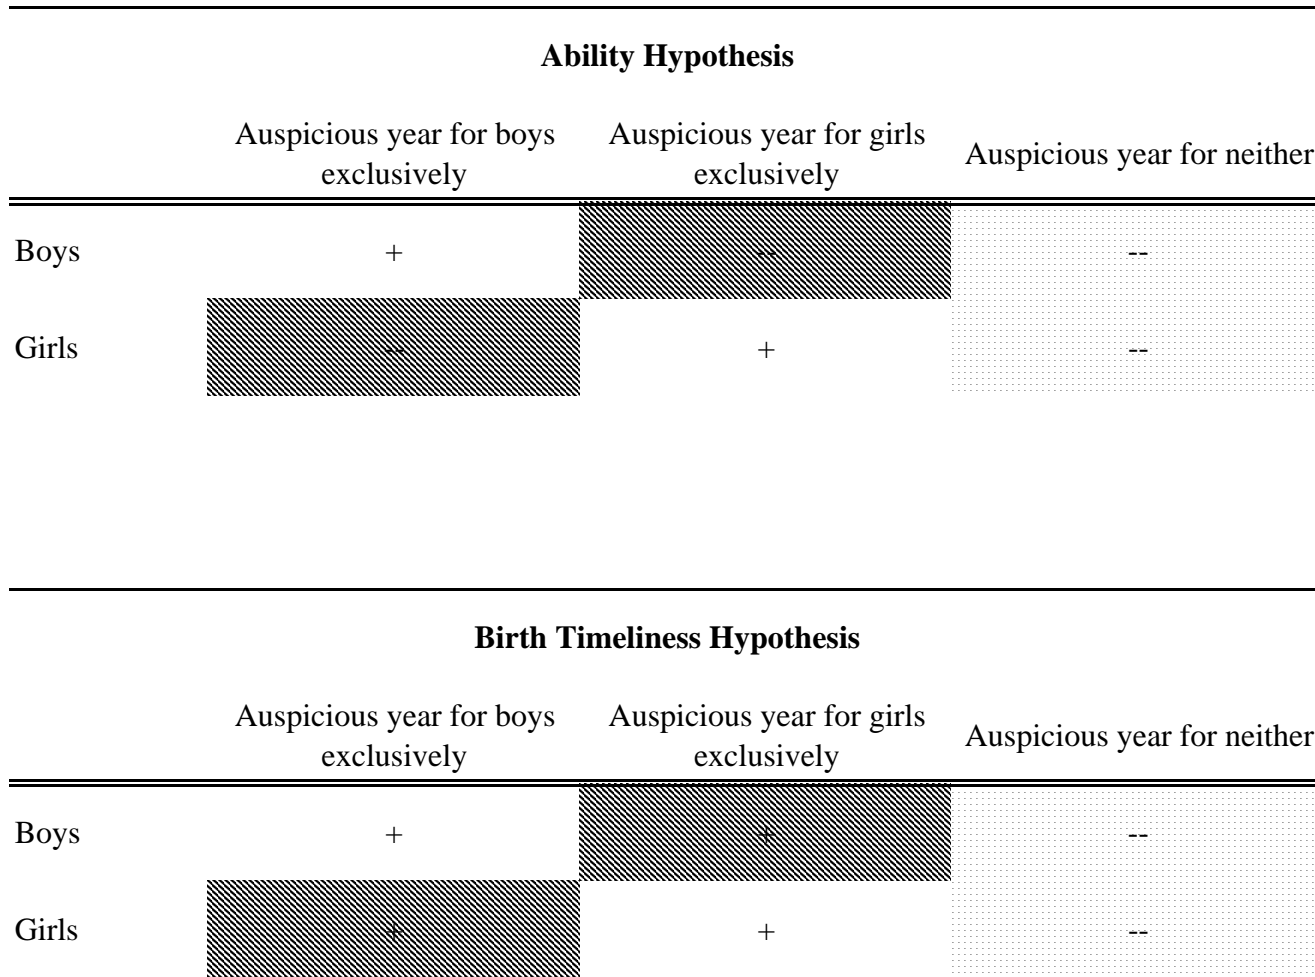 Ability Hypothesis
Auspicious year for boys exclusively Auspicious year for girls exclusively Auspicious year for neither
Boys + -- --
Girls -- + --
Birth Timeliness Hypothesis
Auspicious year for boys exclusively Auspicious year for girls exclusively Auspicious year for neither
Boys + + --
Girls + + --